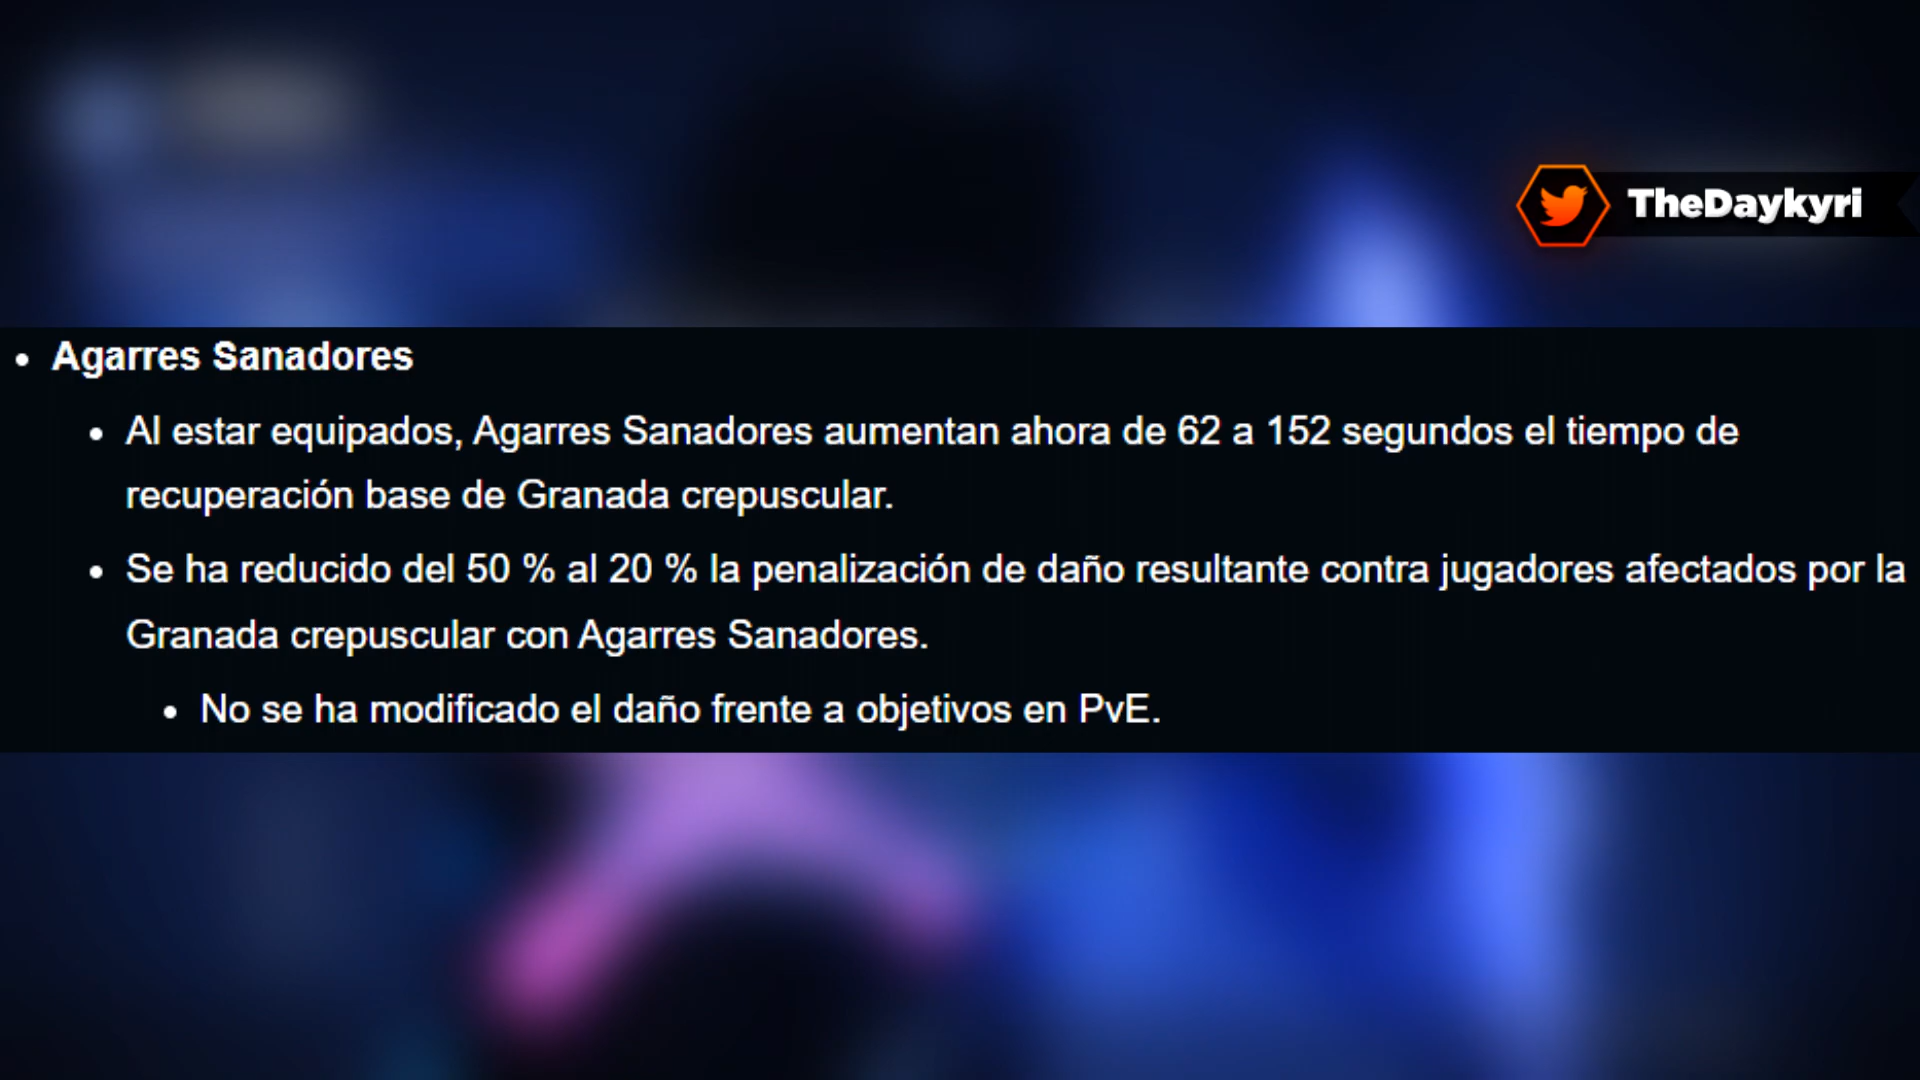 TheDaykyri
• Agarres Sanadores
• Al estar equipados, Agarres Sanadores aumentan ahora de 62 a 152 segundos el tiempo de
recuperación base de Granada crepuscular.
• Se ha reducido del 50 % al 20 % la penalización de daño resultante contra jugadores afectados por la
Granada crepuscular con Agarres Sanadores.
• No se ha modificado el daño frente a objetivos en PvE.